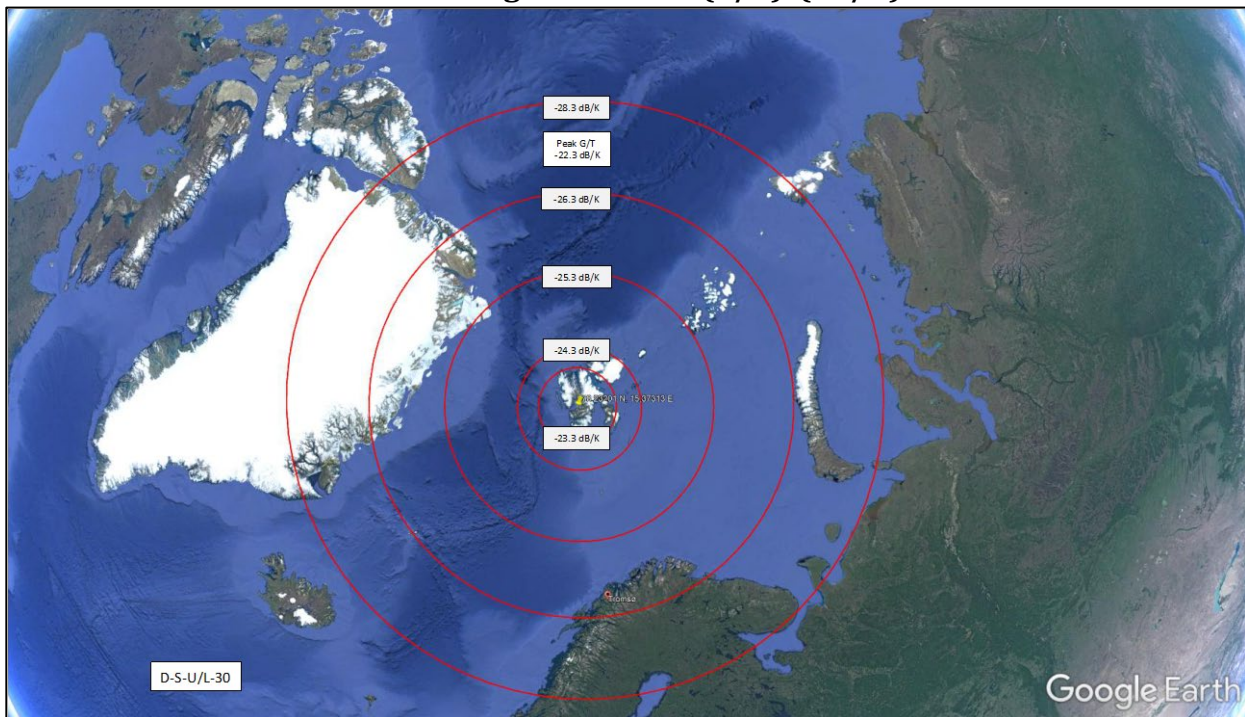 -28.3 dB/K
Peak G/T
-22.3 dB/K
-26.3 dB/K
-25.3 dB/K
-24.3 dB/K
-23.3 dB/K
Tromsø
D-S-U/L-30
Google Earth